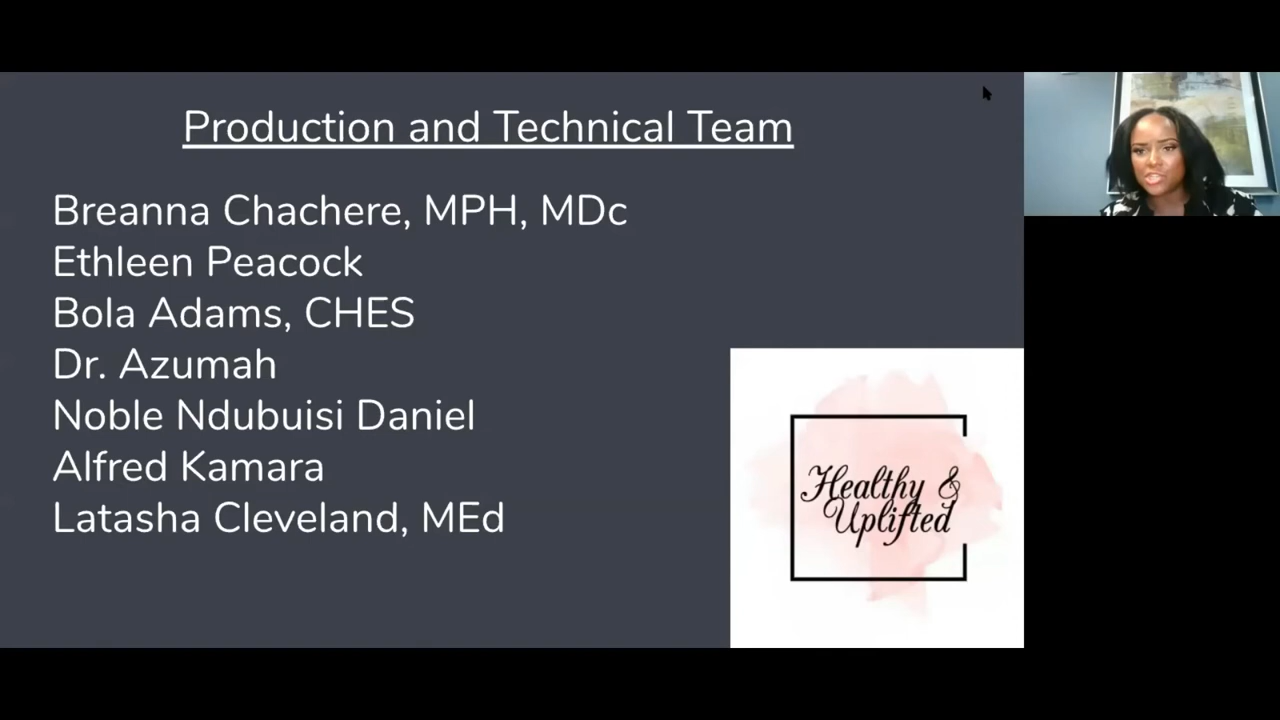 Production and Technical Team
Breanna Chachere, MPH, MDc
Ethleen Peacock
Bola Adams, CHES
Dr. Azumah
Noble Ndubuisi Daniel
Alfred Kamara
Latasha Cleveland, MEd
Healthy &
Uplifted